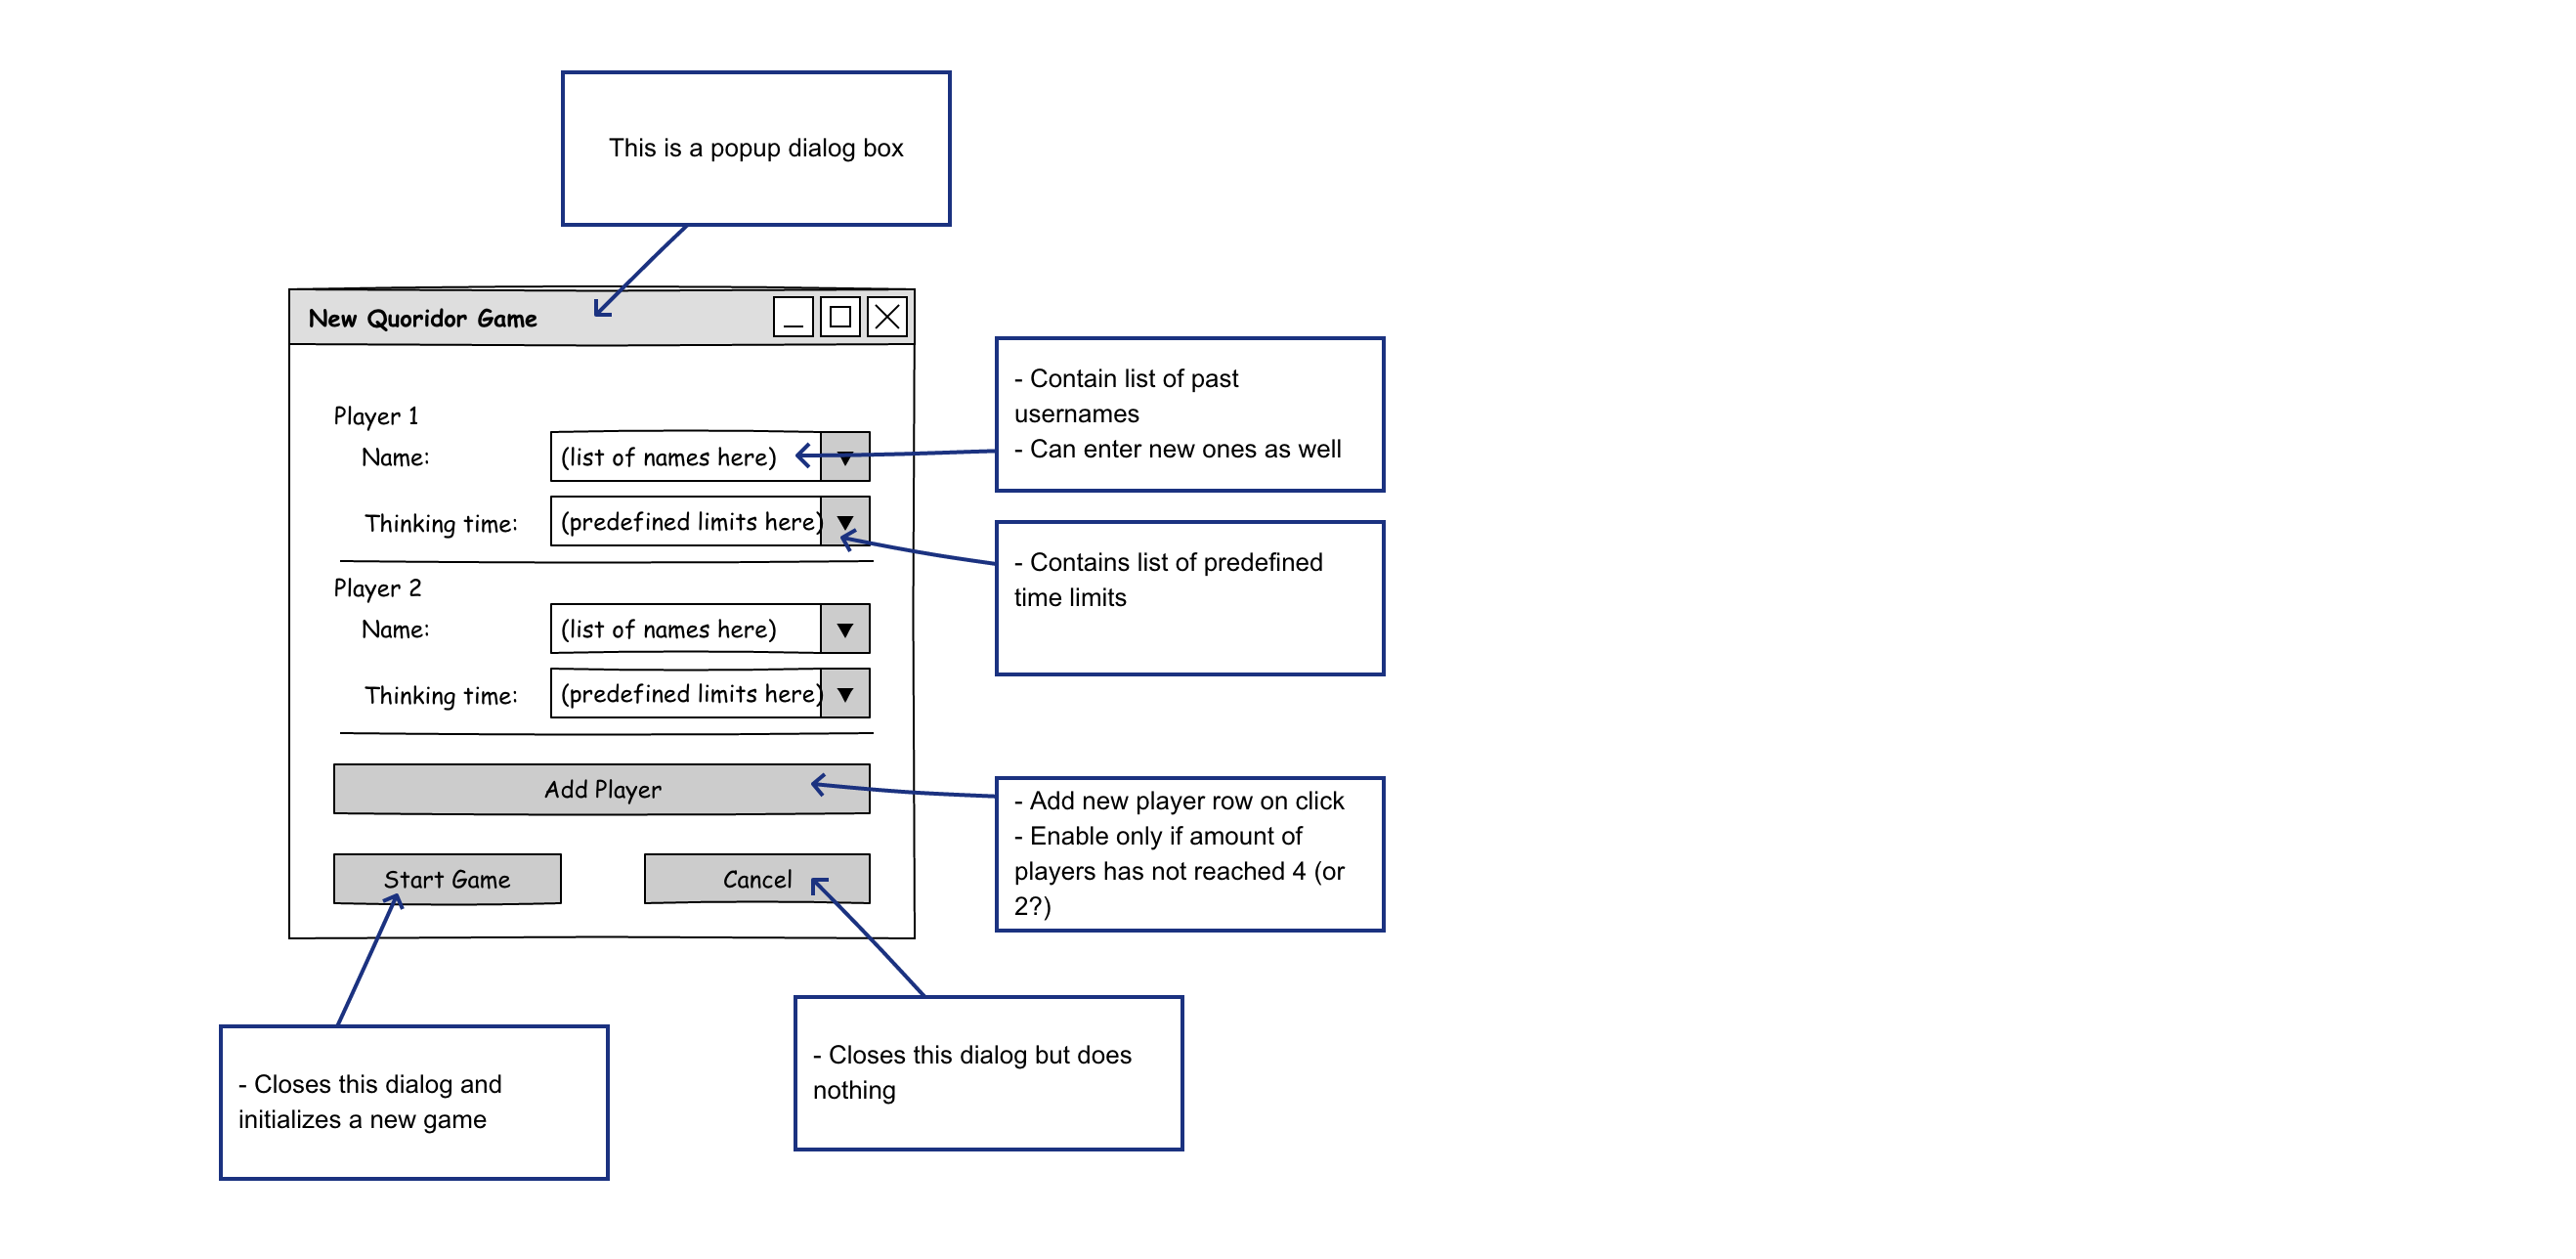 This is a popup dialog box
New Quoridor Game
Player 1
Name:
(list of names here)
Thinking time:
(predefined limits here)
Player 2
Name:
(list of names here)
Thinking time:
(predefined limits here)
Add Player
Start Game
Cancel
- Contain list of past
usernames
- Can enter new ones as well
- Contains list of predefined
time limits
- Add new player row on click
- Enable only if amount of
players has not reached 4 (or
2?)
- Closes this dialog but does
nothing
- Closes this dialog and
initializes a new game